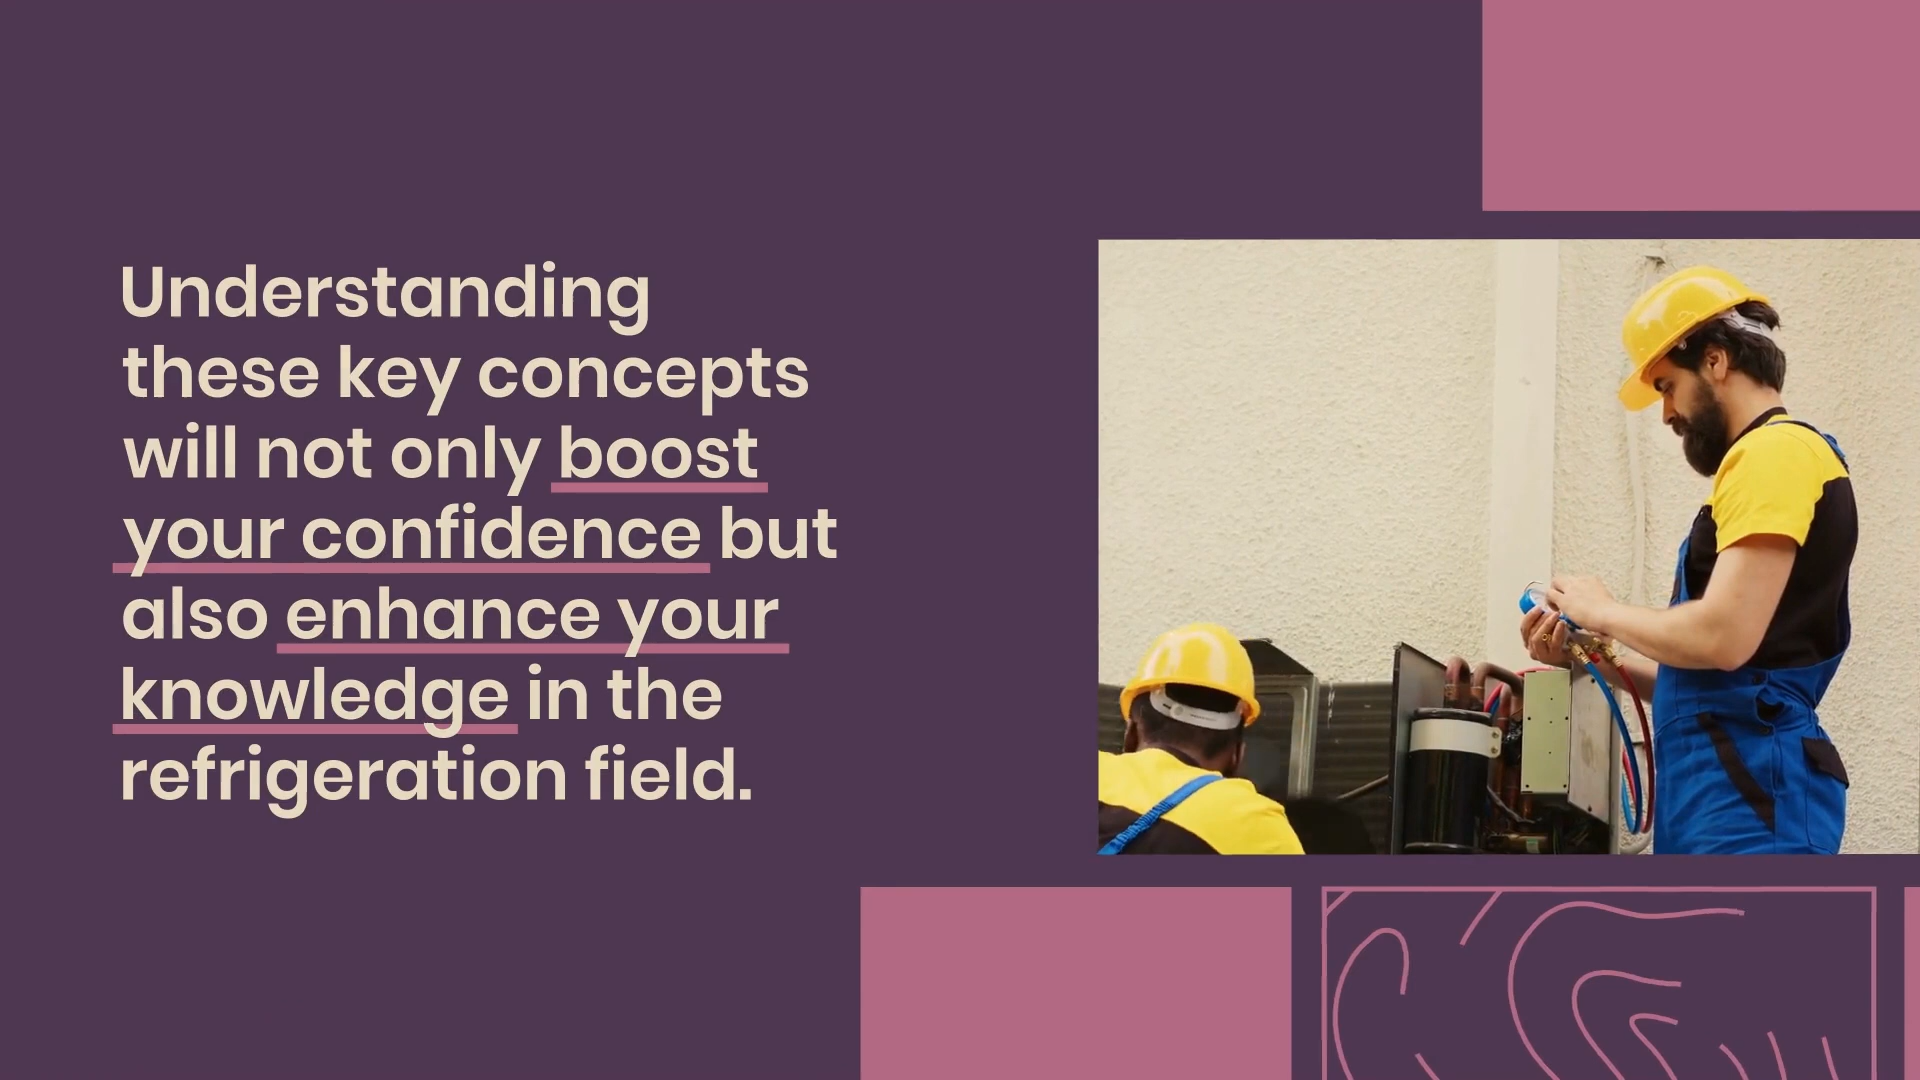 Understanding
these key concepts
will not only boost
your confidence but
also enhance your
knowledge in the
refrigeration field.